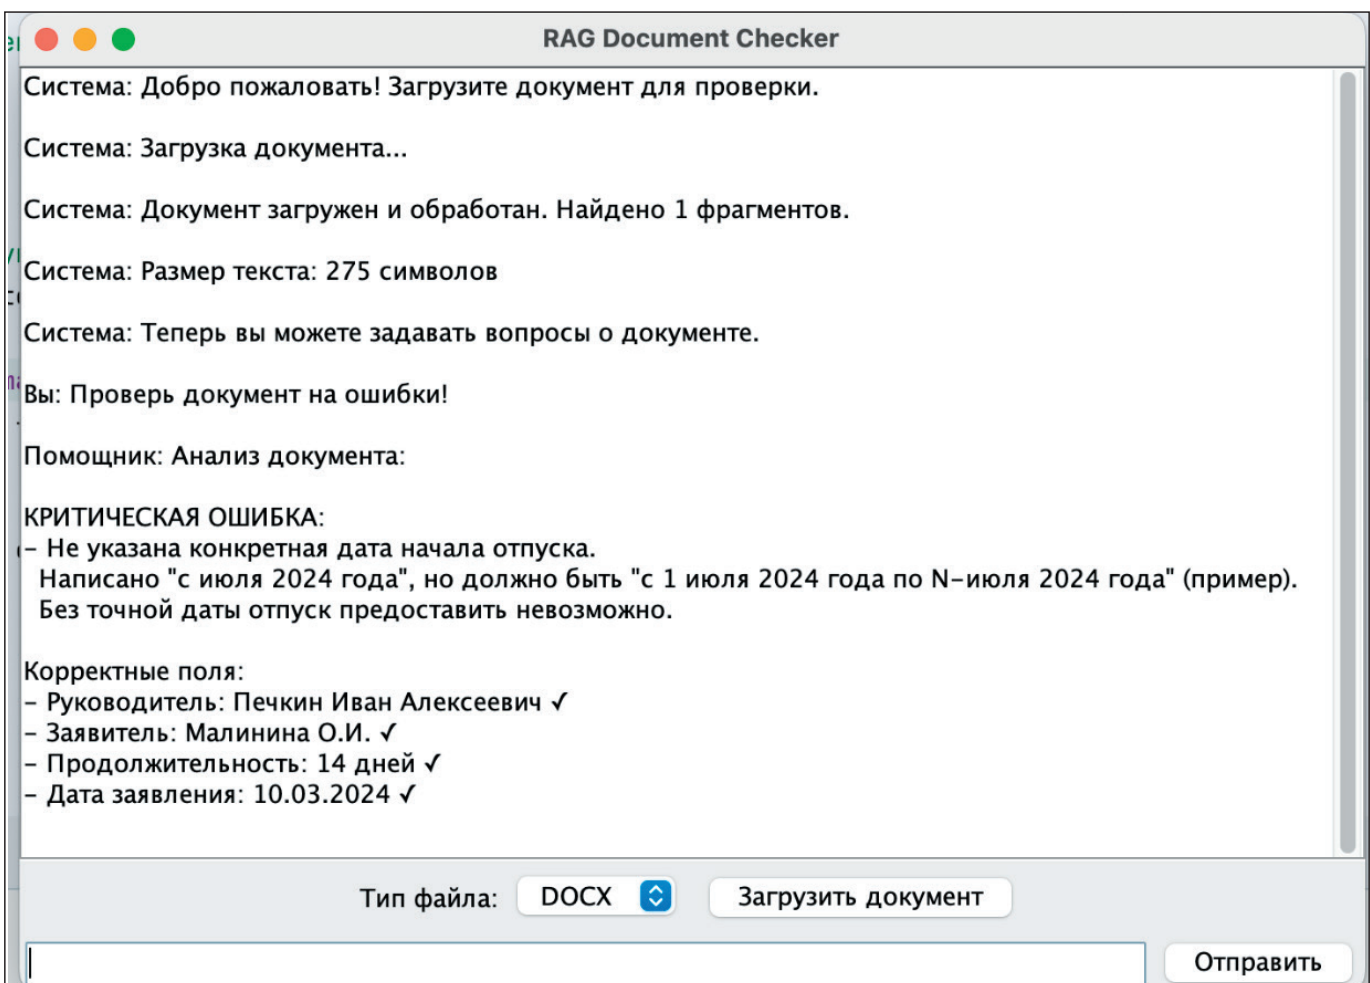 RAG Document Checker
Система: Добро пожаловать! Загрузите документ для проверки.
Система: Загрузка документа...
Система: Документ загружен и обработан. Найдено 1 фрагментов.
Система: Размер текста: 275 символов
Система: Теперь вы можете задавать вопросы о документе.
Вы: Проверь документ на ошибки!
Помощник: Анализ документа:
КРИТИЧЕСКАЯ ОШИБКА:
– Не указана конкретная дата начала отпуска.
Написано "с июля 2024 года", но должно быть "с 1 июля 2024 года по N–июля 2024 года" (пример).
Без точной даты отпуск предоставить невозможно.
Корректные поля:
– Руководитель: Печкин Иван Алексеевич ✓
– Заявитель: Малинина О.И. ✓
– Продолжительность: 14 дней ✓
– Дата заявления: 10.03.2024 ✓
Тип файла: DOCX Загрузить документ
Отправить